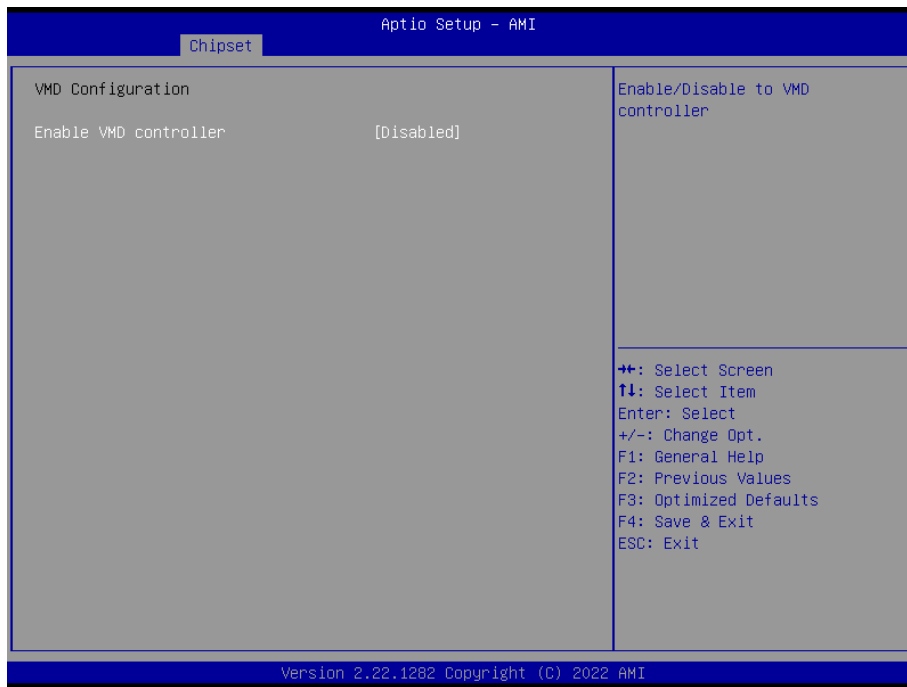 Aptio Setup – AMI
Chipset
VMD Configuration
Enable VMD controller [Disabled]
Enable/Disable to VMD
controller
→←: Select Screen
↑↓: Select Item
Enter: Select
+/-: Change Opt.
F1: General Help
F2: Previous Values
F3: Optimized Defaults
F4: Save & Exit
ESC: Exit
Version 2.22.1282 Copyright (C) 2022 AMI